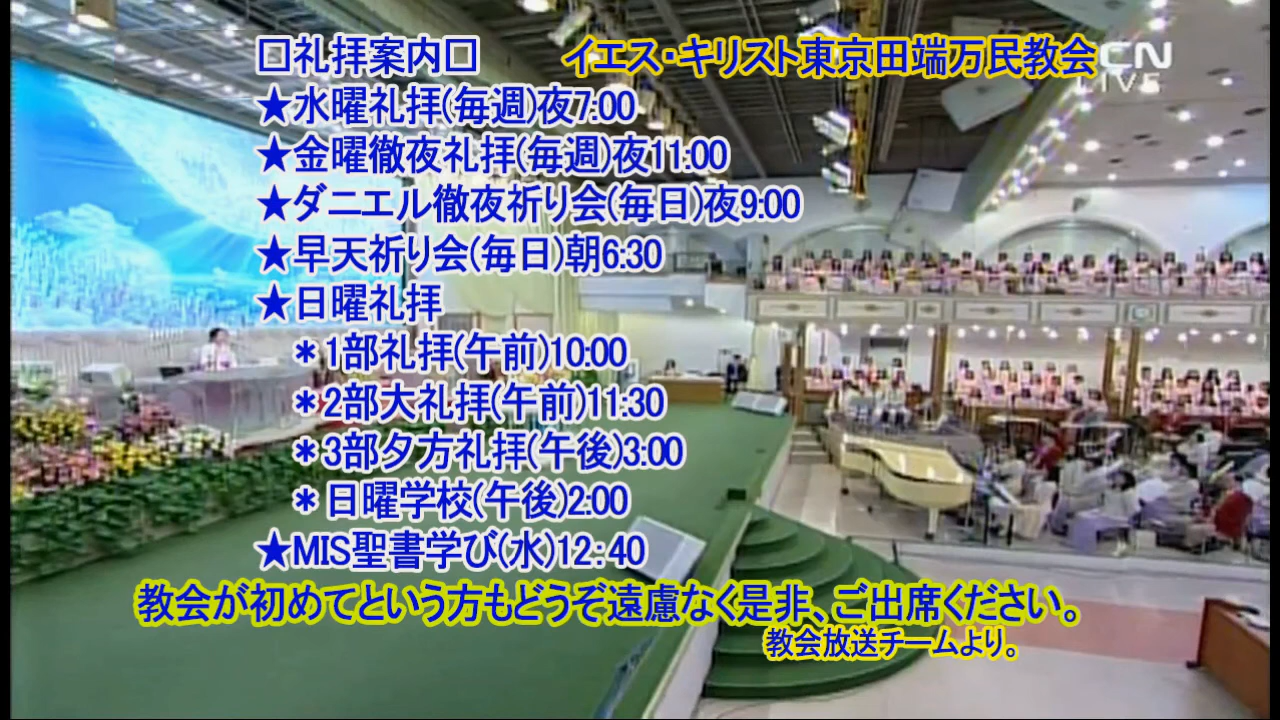 □礼拝案内□ イエス・キリスト東京田端万民教会
CN
LIVE
★水曜礼拝(毎週)夜7:00
★金曜徹夜礼拝(毎週)夜11:00
★ダニエル徹夜祈り会(毎日)夜9:00
★早天祈り会(毎日)朝6:30
★日曜礼拝
＊1部礼拝(午前)10:00
＊2部大礼拝(午前)11:30
＊3部夕方礼拝(午後)3:00
＊日曜学校(午後)2:00
★MIS聖書学び(水)12:40
教会が初めてという方もどうぞ遠慮なく是非、ご出席ください。
教会放送チームより。